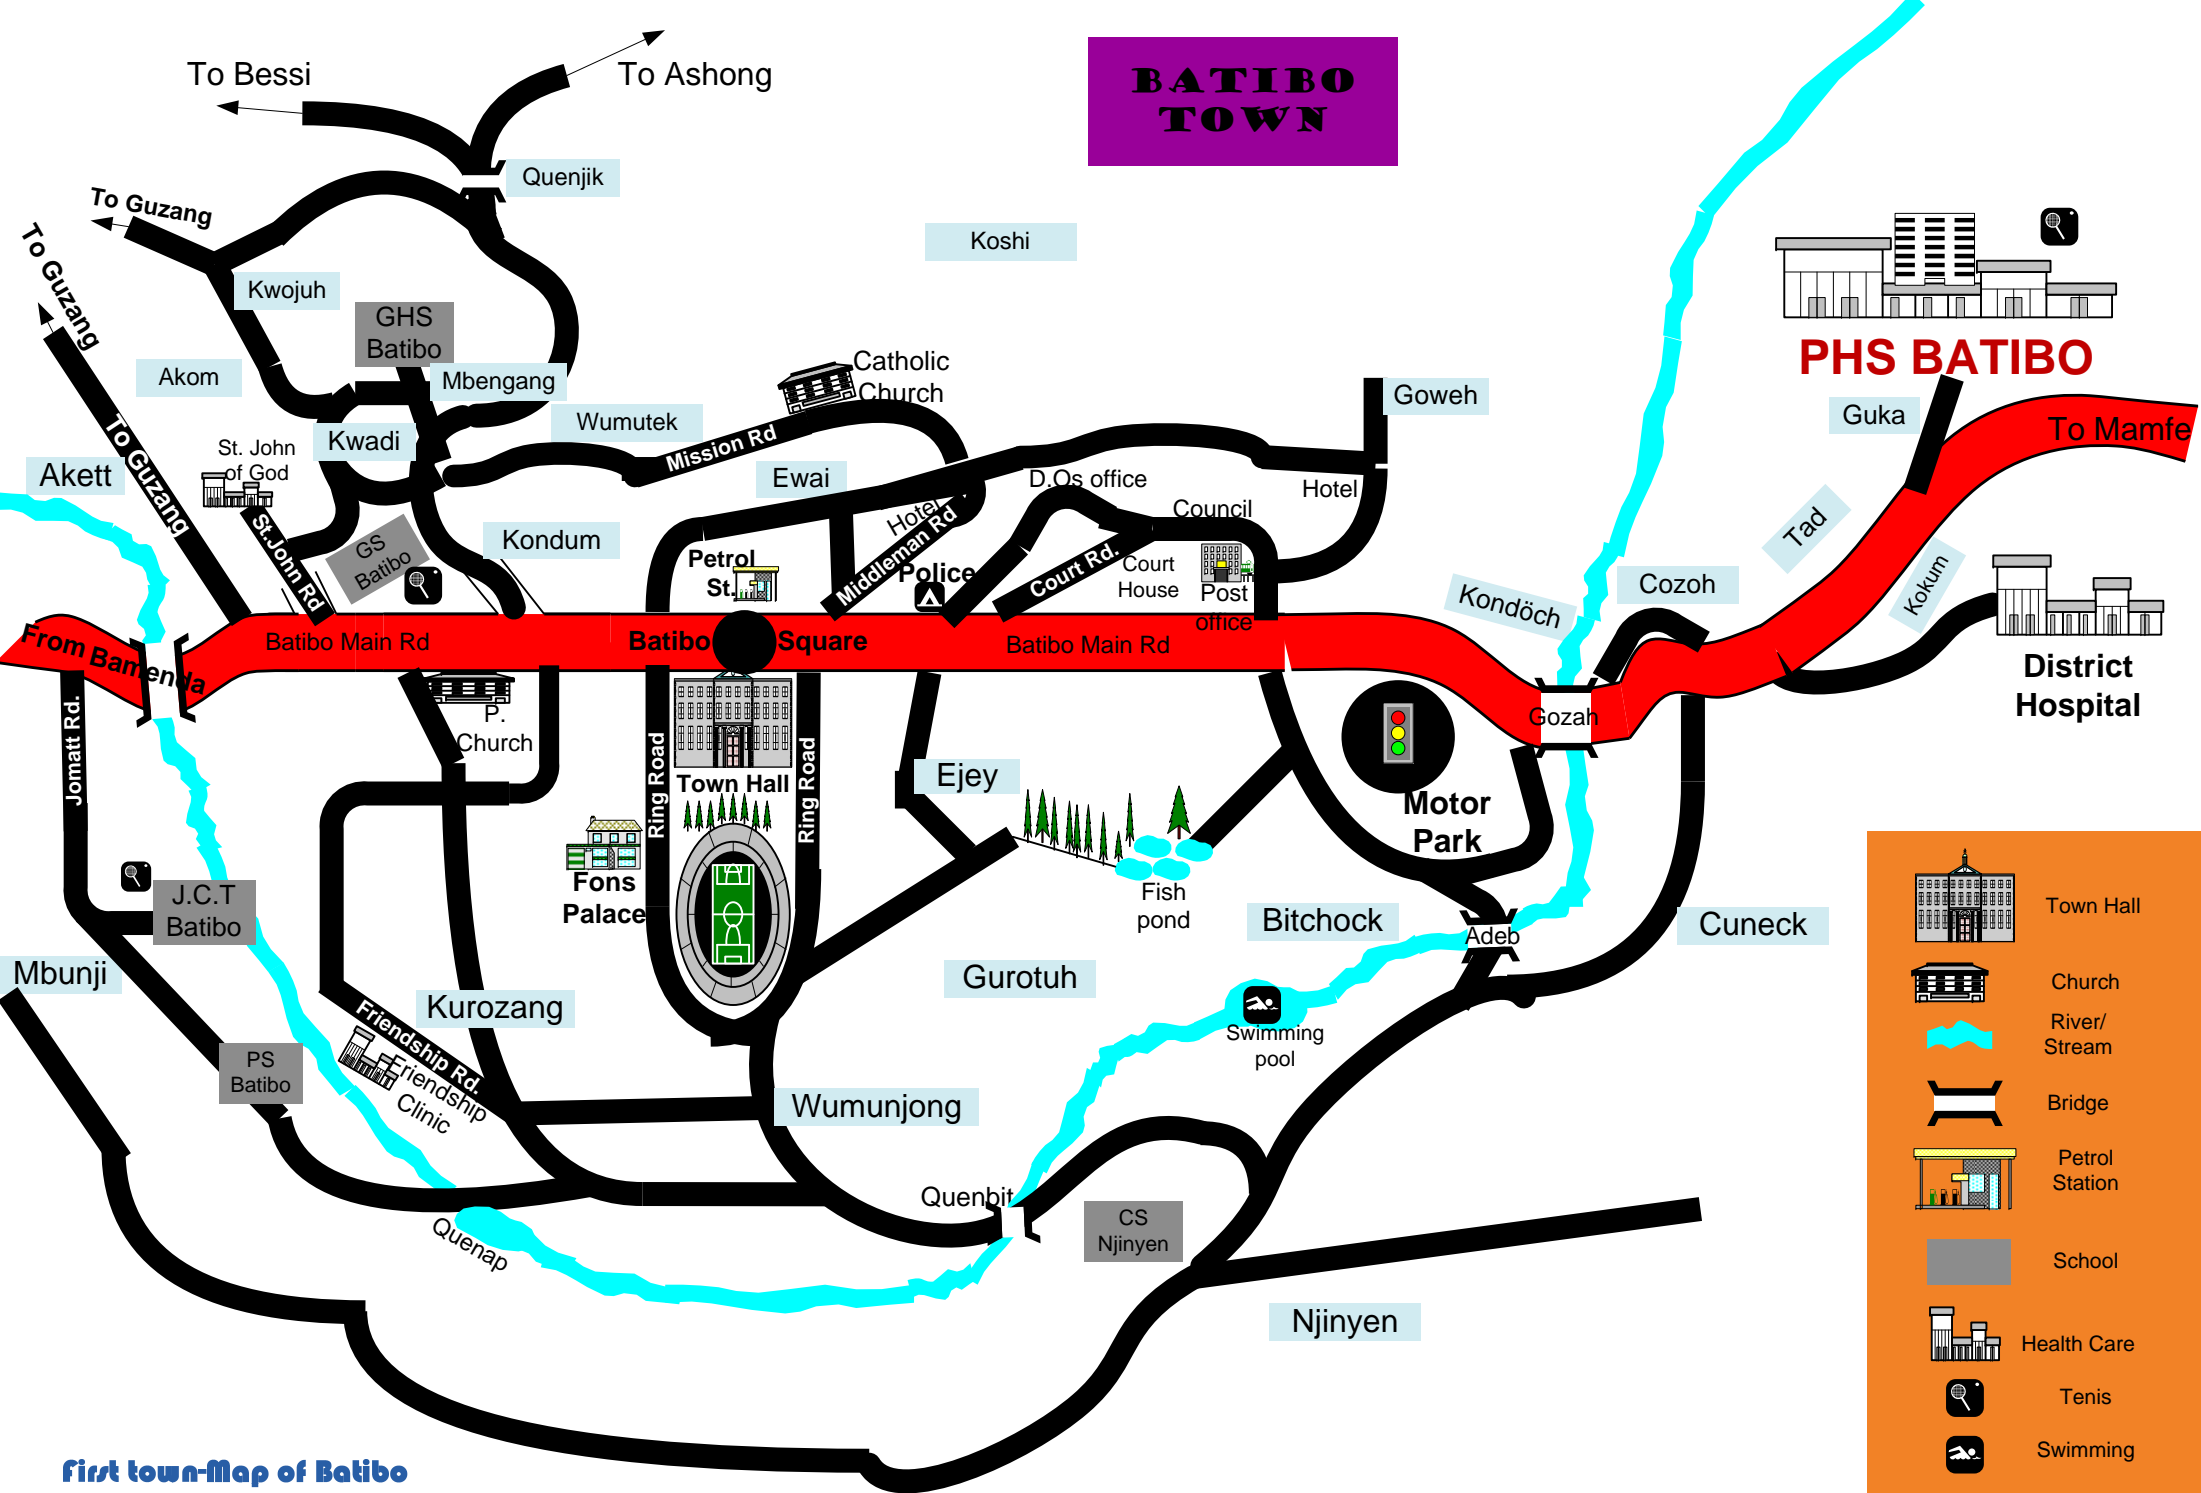 To Bessi
To Ashong
BATIBO
TOWN
Quenjik
To Guzang
To Guzang
Koshi
Kwojuh
GHS
Batibo
PHS BATIBO
Akom
Mbengang
Catholic
Church
Goweh
Guka
To Mamfe
Wumutek
Mission Rd
To Guzang
Kwadi
St. John
of God
Akett
Ewai
D.Os office
Hotel
Hotel
Council
St.John Rd
GS
Batibo
Kondum
Petrol
St.
Middleman Rd
Police
Court Rd.
Court
House
Post
office
Kondöch
Cozoh
Tad
Kokum
From Bamenda
Batibo Main Rd
Batibo
Square
Batibo Main Rd
District
Hospital
Jomatt Rd.
P.
Church
Gozah
Ring Road
Town Hall
Ring Road
Ejey
Motor
Park
Fons
Palace
J.C.T
Batibo
Fish
pond
Bitchock
Adeb
Cuneck
Mbunji
Kurozang
Gurotuh
Friendship Rd.
Friendship
Clinic
Swimming
pool
PS
Batibo
Wumunjong
Quenbit
Quenap
CS
Njinyen
Njinyen
Town Hall
Church
River/
Stream
Bridge
Petrol
Station
School
Health Care
Tenis
Swimming
First town-Map of Batibo